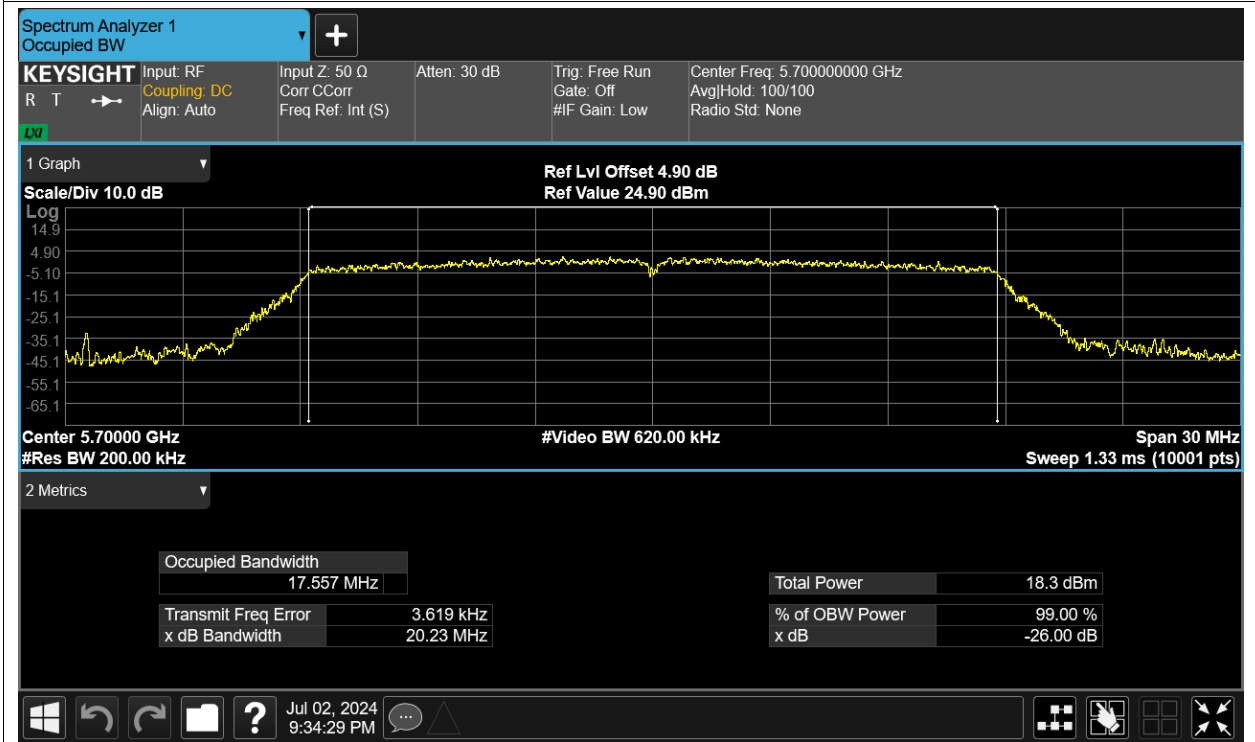 Spectrum Analyzer 1
Occupied BW
KEYSIGHT
R T
LXI
Input: RF
Coupling: DC
Align: Auto
Input Z: 50 Ω
Corr CCorr
Freq Ref: Int (S)
Atten: 30 dB
Trig: Free Run
Gate: Off
#IF Gain: Low
Center Freq: 5.700000000 GHz
Avg|Hold: 100/100
Radio Std: None
1 Graph
Ref Lvl Offset 4.90 dB
Scale/Div 10.0 dB
Ref Value 24.90 dBm
Log
14.9
4.90
-5.10
-15.1
-25.1
-35.1
-45.1
-55.1
-65.1
Center 5.70000 GHz
#Video BW 620.00 kHz
Span 30 MHz
#Res BW 200.00 kHz
Sweep 1.33 ms (10001 pts)
2 Metrics
Occupied Bandwidth
17.557 MHz
Total Power 18.3 dBm
Transmit Freq Error 3.619 kHz
% of OBW Power 99.00 %
x dB Bandwidth 20.23 MHz
x dB -26.00 dB
?
Jul 02, 2024
9:34:29 PM